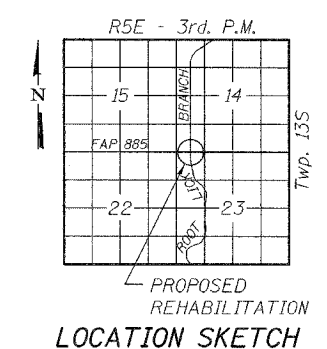 R5E - 3rd. P.M.
N
15
14
BRANCH
FAP 885
Twp. 13S
22
23
LICK
ROOT
PROPOSED
REHABILITATION
LOCATION SKETCH